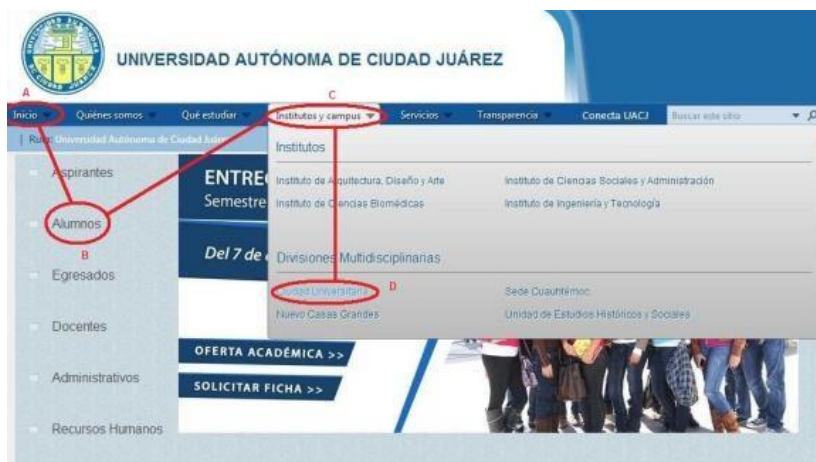 UNIVERSIDAD AUTÓNOMA DE CIUDAD JUÁREZ
A
C
Inicio Quiénes somos Qué estudiar Institutos y campus Servicios Transparencia Conecta UACJ Buscar este sitio
Universidad Autónoma de Ciudad
Institutos
Aspirantes
ENTRE
Instituto de Arquitectura, Diseño y Arte Instituto de Ciencias Sociales y Administración
Semestre
Instituto de Ciencias Biomédicas Instituto de Ingeniería y Tecnología
Alumnos
B
Del 7 de
Divisiones Multidisciplinarias
Egresados
Ciudad Universitaria D Sede Cuauhtémoc
Nuevo Casas Grandes Unidad de Estudios Históricos y Sociales
Docentes
OFERTA ACADÉMICA >>
Administrativos
SOLICITAR FICHA >>
Recursos Humanos